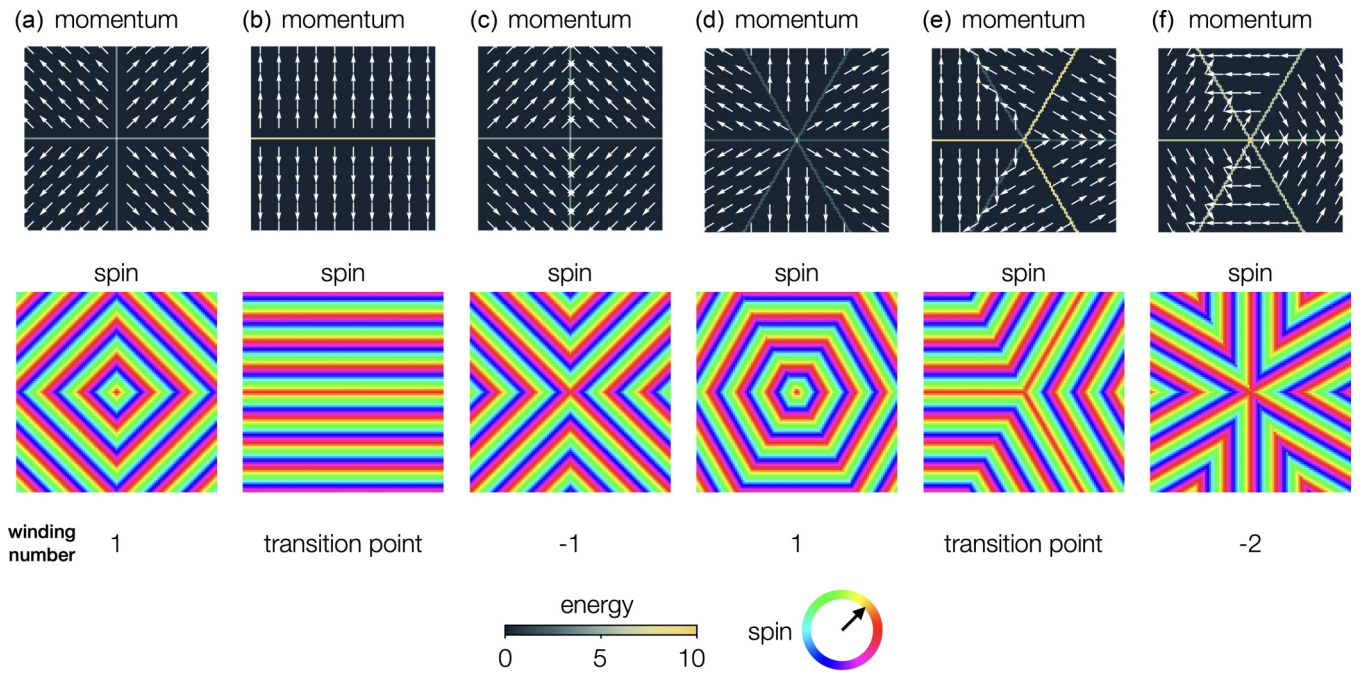 (a) momentum
(b) momentum
(c) momentum
(d) momentum
(e) momentum
(f) momentum
spin
spin
spin
spin
spin
spin
winding
number
1
transition point
-1
1
transition point
-2
energy
0 5 10
spin